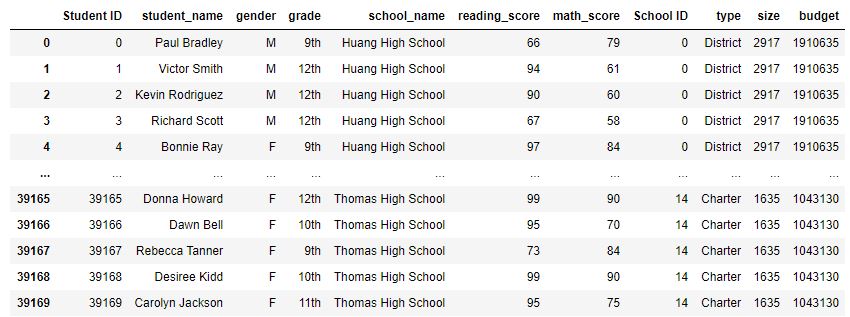 Student ID student_name gender grade school_name reading_score math_score School ID type size budget
0 0 Paul Bradley M 9th Huang High School 66 79 0 District 2917 1910635
1 1 Victor Smith M 12th Huang High School 94 61 0 District 2917 1910635
2 2 Kevin Rodriguez M 12th Huang High School 90 60 0 District 2917 1910635
3 3 Richard Scott M 12th Huang High School 67 58 0 District 2917 1910635
4 4 Bonnie Ray F 9th Huang High School 97 84 0 District 2917 1910635
... ... ... ... ... ... ... ... ... ... ... ...
39165 39165 Donna Howard F 12th Thomas High School 99 90 14 Charter 1635 1043130
39166 39166 Dawn Bell F 10th Thomas High School 95 70 14 Charter 1635 1043130
39167 39167 Rebecca Tanner F 9th Thomas High School 73 84 14 Charter 1635 1043130
39168 39168 Desiree Kidd F 10th Thomas High School 99 90 14 Charter 1635 1043130
39169 39169 Carolyn Jackson F 11th Thomas High School 95 75 14 Charter 1635 1043130